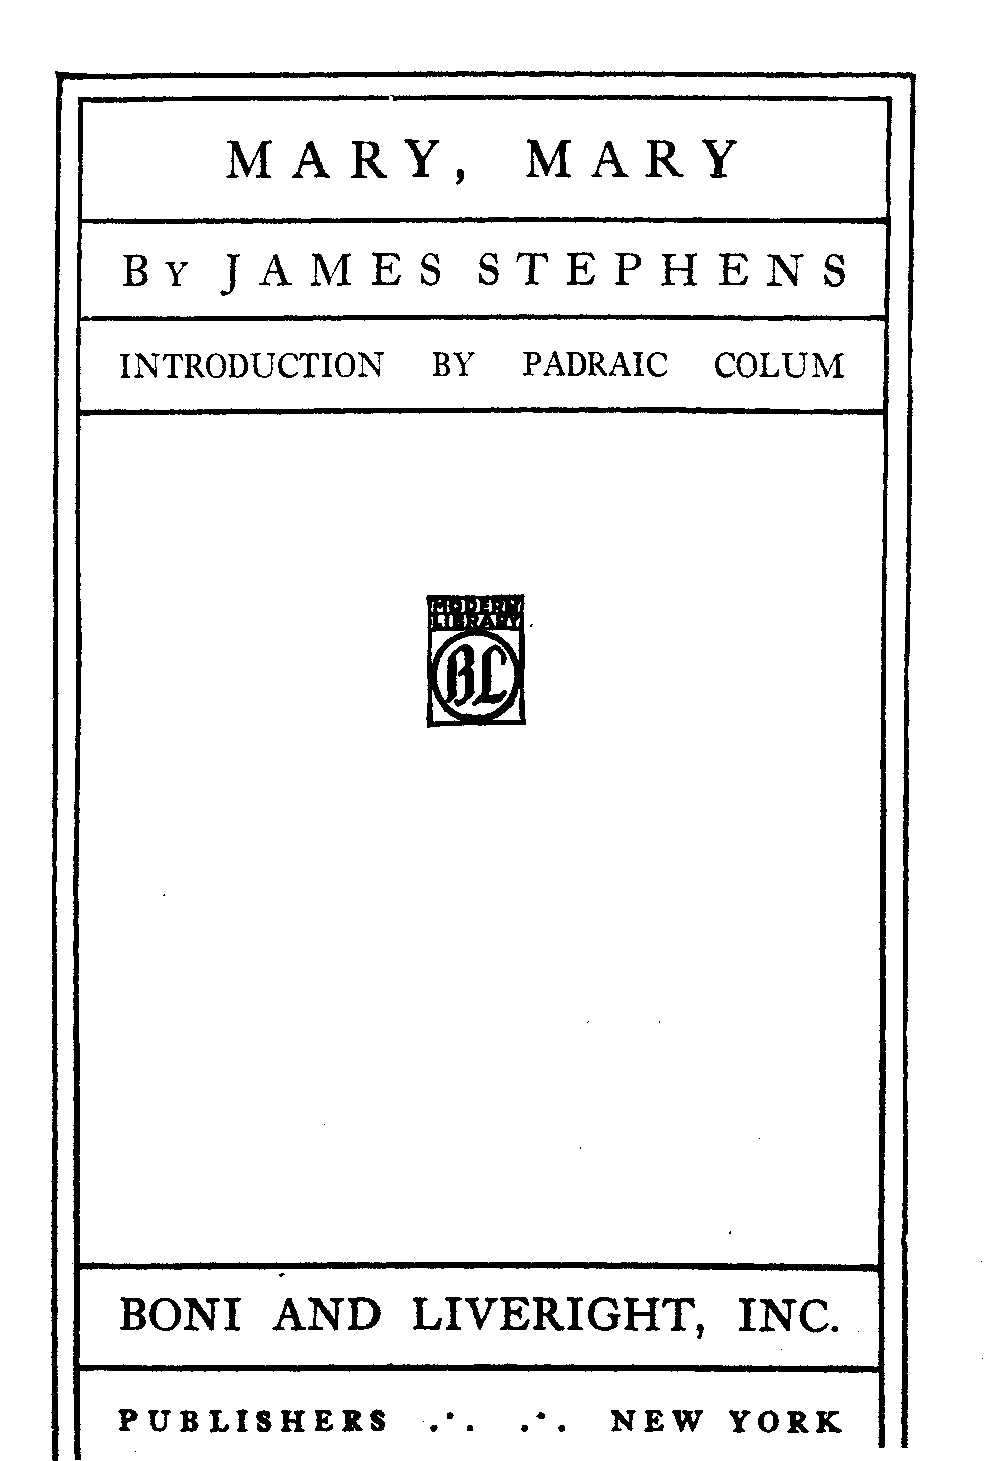 MARY, MARY
BY JAMES STEPHENS
INTRODUCTION BY PADRAIC COLUM
MODERN
LIBRARY
BL
BONI AND LIVERIGHT, INC.
PUBLISHERS .·. .·. NEW YORK